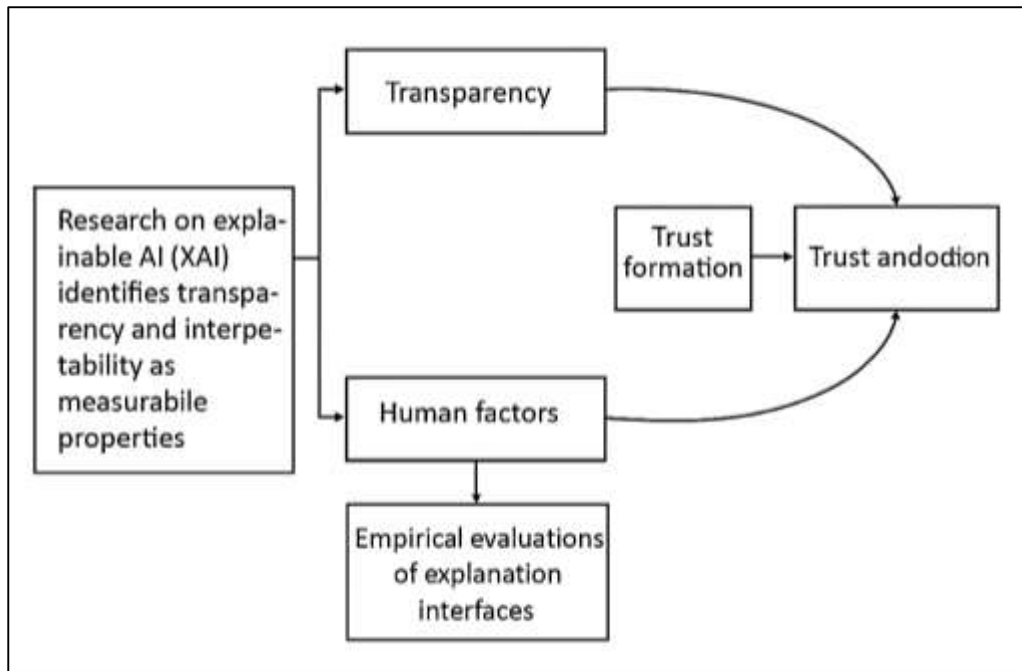 Transparency
Research on expla-
inable AI (XAI)
identifies transpa-
rency and interpe-
tability as
measurabile
properties
Trust
formation
Trust andoction
Human factors
Empirical evaluations
of explanation
interfaces